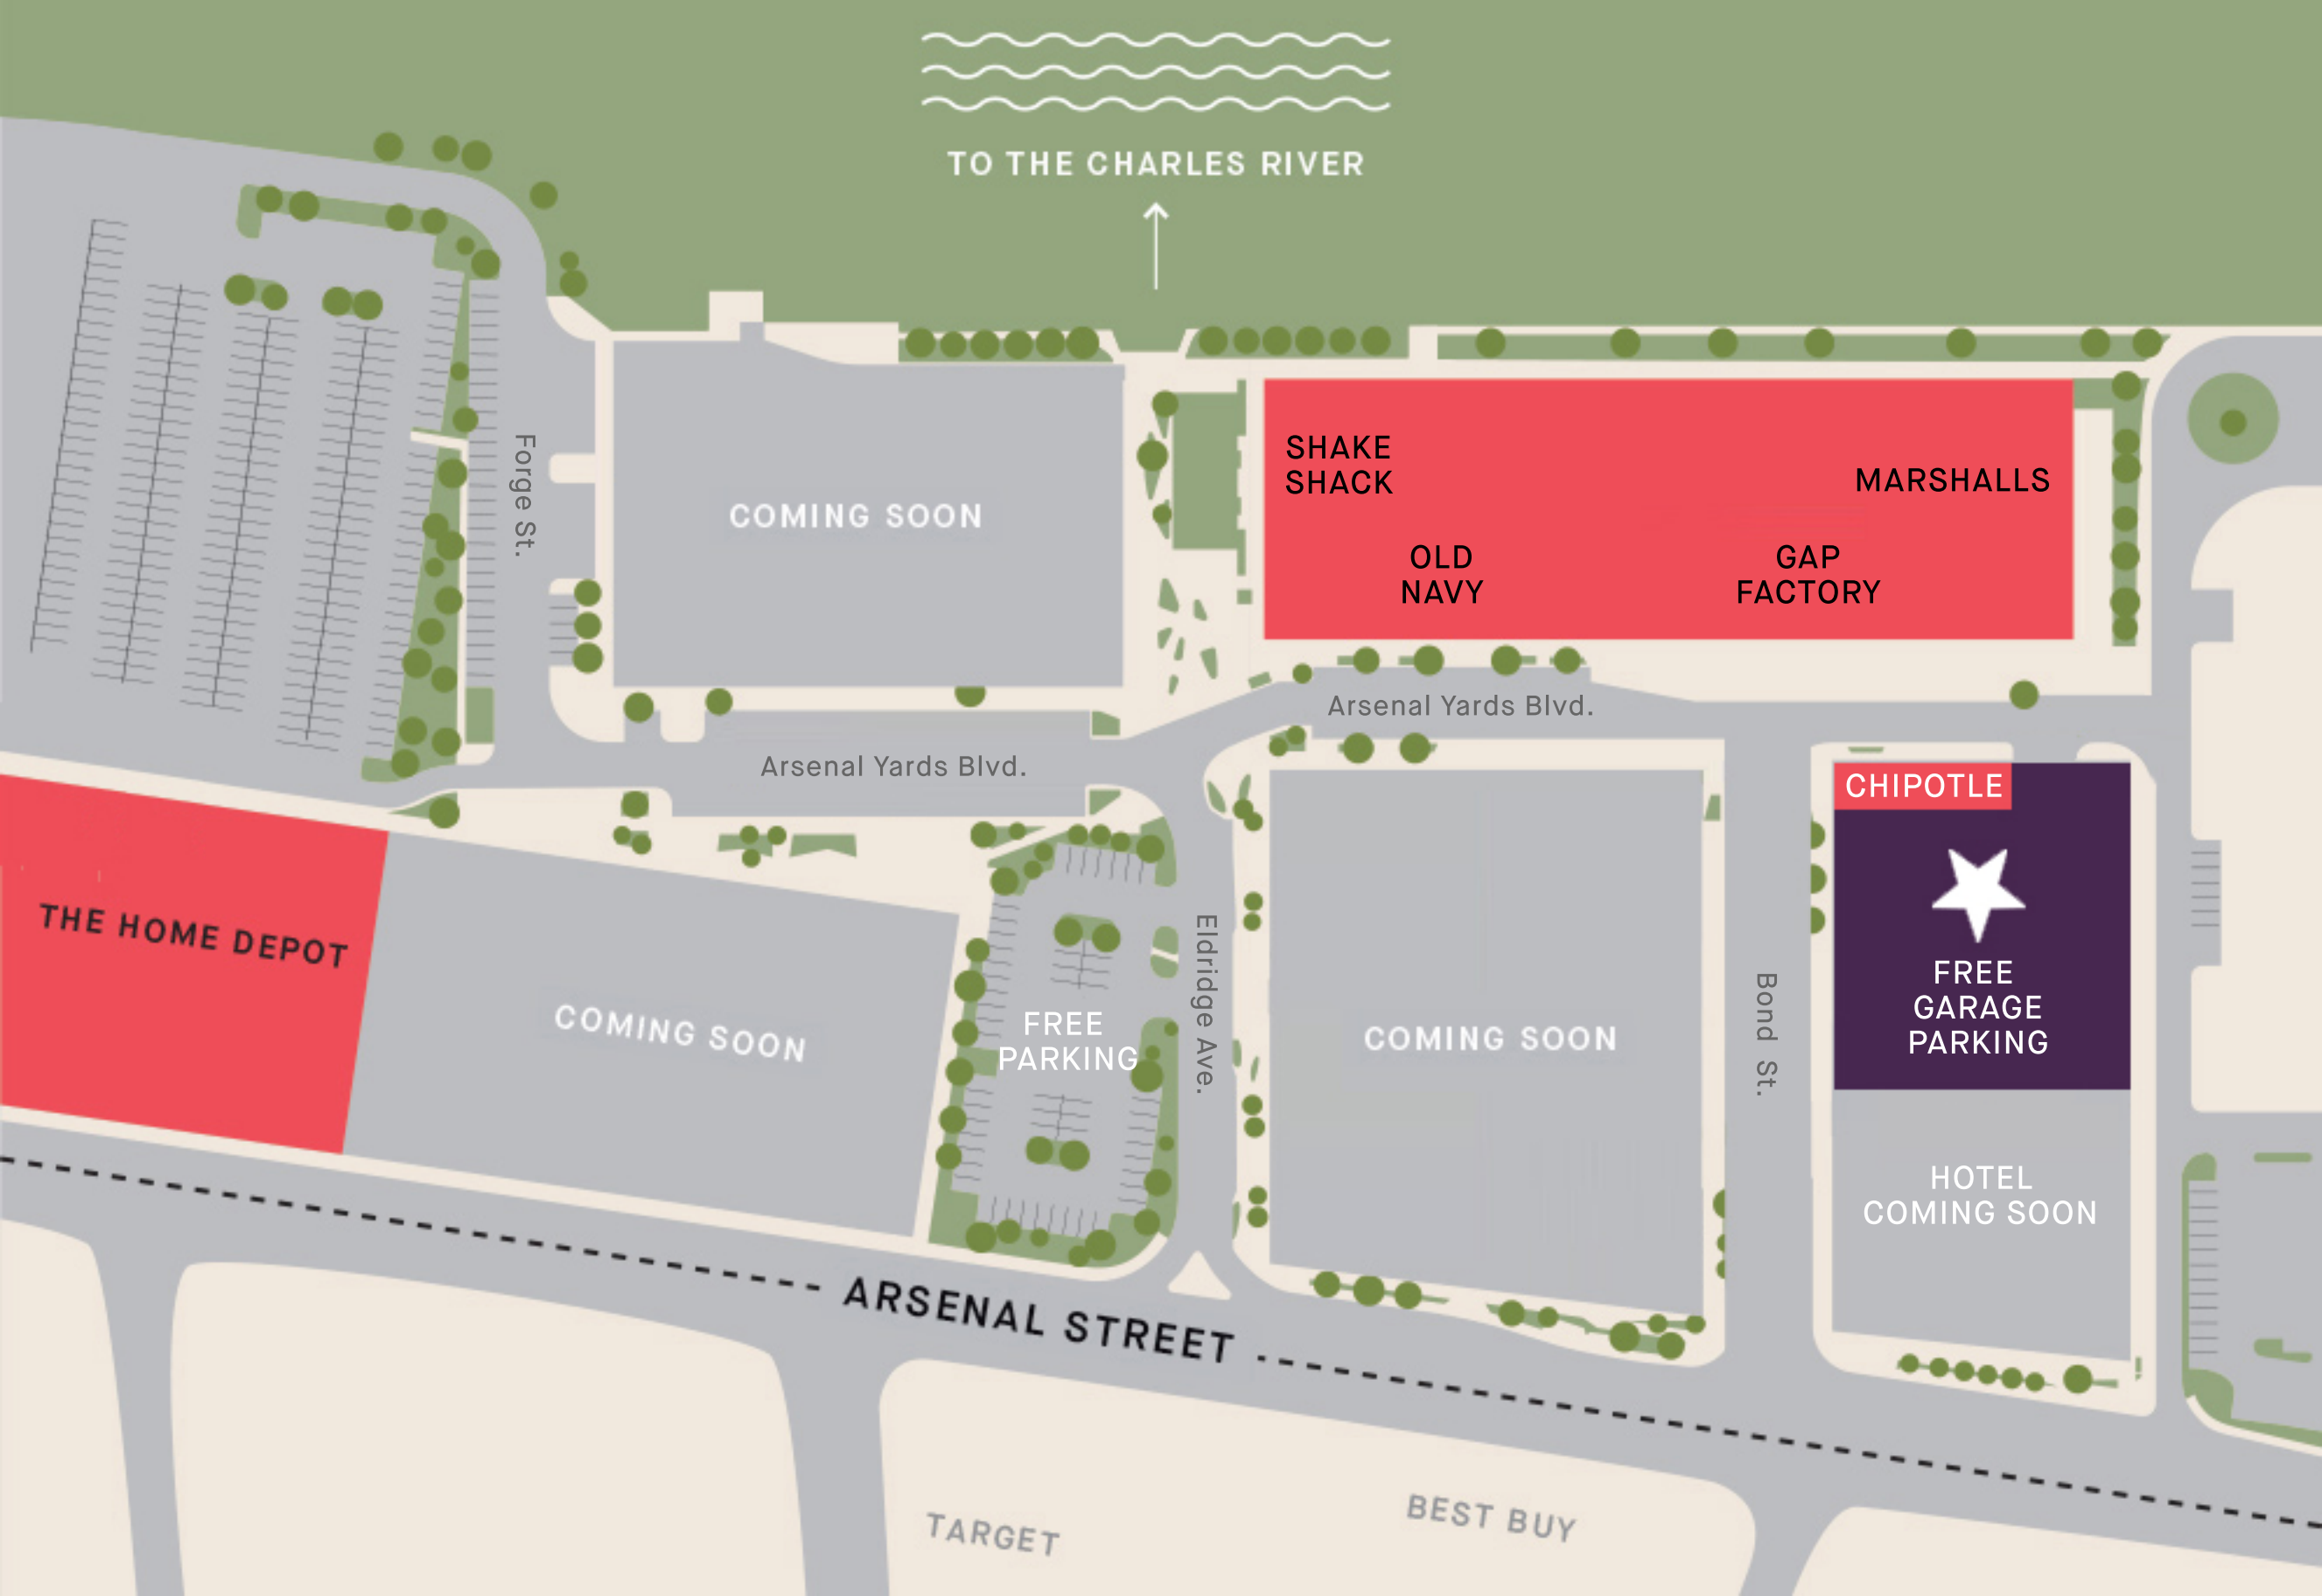 TO THE CHARLES RIVER
Forge St.
COMING SOON
SHAKE
SHACK
MARSHALLS
OLD
NAVY
GAP
FACTORY
Arsenal Yards Blvd.
Arsenal Yards Blvd.
CHIPOTLE
THE HOME DEPOT
COMING SOON
FREE
PARKING
Eldridge Ave.
COMING SOON
Bond St.
FREE
GARAGE
PARKING
HOTEL
COMING SOON
ARSENAL STREET
TARGET
BEST BUY